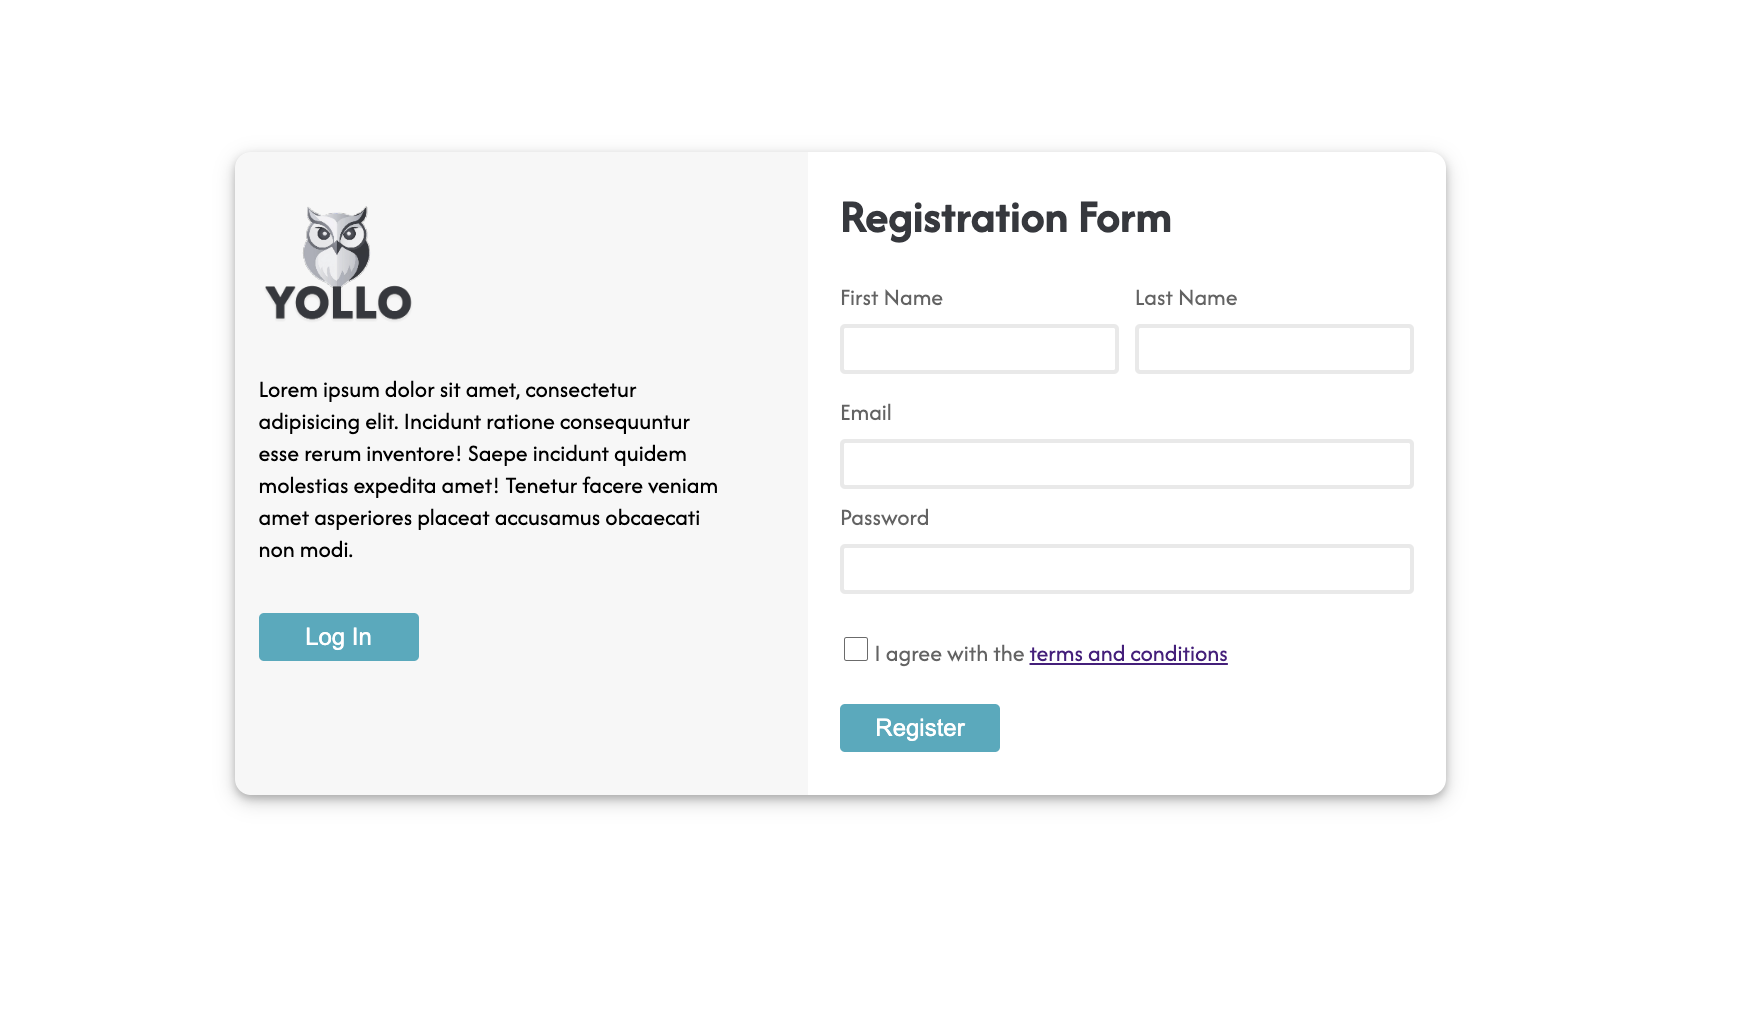 YOLLO
Lorem ipsum dolor sit amet, consectetur
adipisicing elit. Incidunt ratione consequuntur
esse rerum inventore! Saepe incidunt quidem
molestias expedita amet! Tenetur facere veniam
amet asperiores placeat accusamus obcaecati
non modi.
Log In
Registration Form
First Name
Last Name
Email
Password
I agree with the terms and conditions
Register